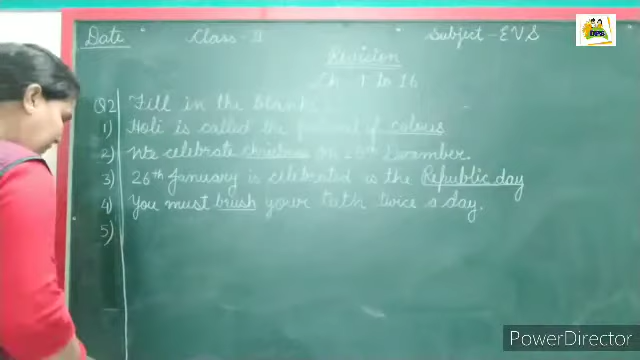 Date Class - II Subject - EVS
Revision
Ch 1 to 16
Q2 Fill in the blank
1) Holi is called the festival of colours
2) We celebrate christmas on 25th December.
3) 26th January is celebrated as the Republic day
4) You must brush your teeth twice a day.
5)
PowerDirector